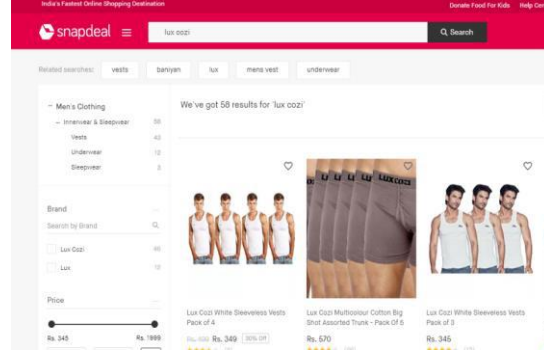 India's Fastest Online Shopping Destination
Donate Food For Kids Help Cen
snapdeal
lux cozi
Search
Related searches: vests baniyan lux mens vest underwear
Men's Clothing
We've got 58 results for 'lux cozi'
Innerwear & Sleepwear
Vests
Underwear
Sleepwear
Brand
Search by Brand
Lux Cozi
Lux
Price
Rs. 345 Rs. 1999
Lux Cozi White Sleeveless Vests
Pack of 4
Rs. 349
30% Off
Lux Cozi Multicolour Cotton Big
Shot Assorted Trunk - Pack Of 5
Rs. 570
Lux Cozi White Sleeveless Vests
Pack of 3
Rs. 345